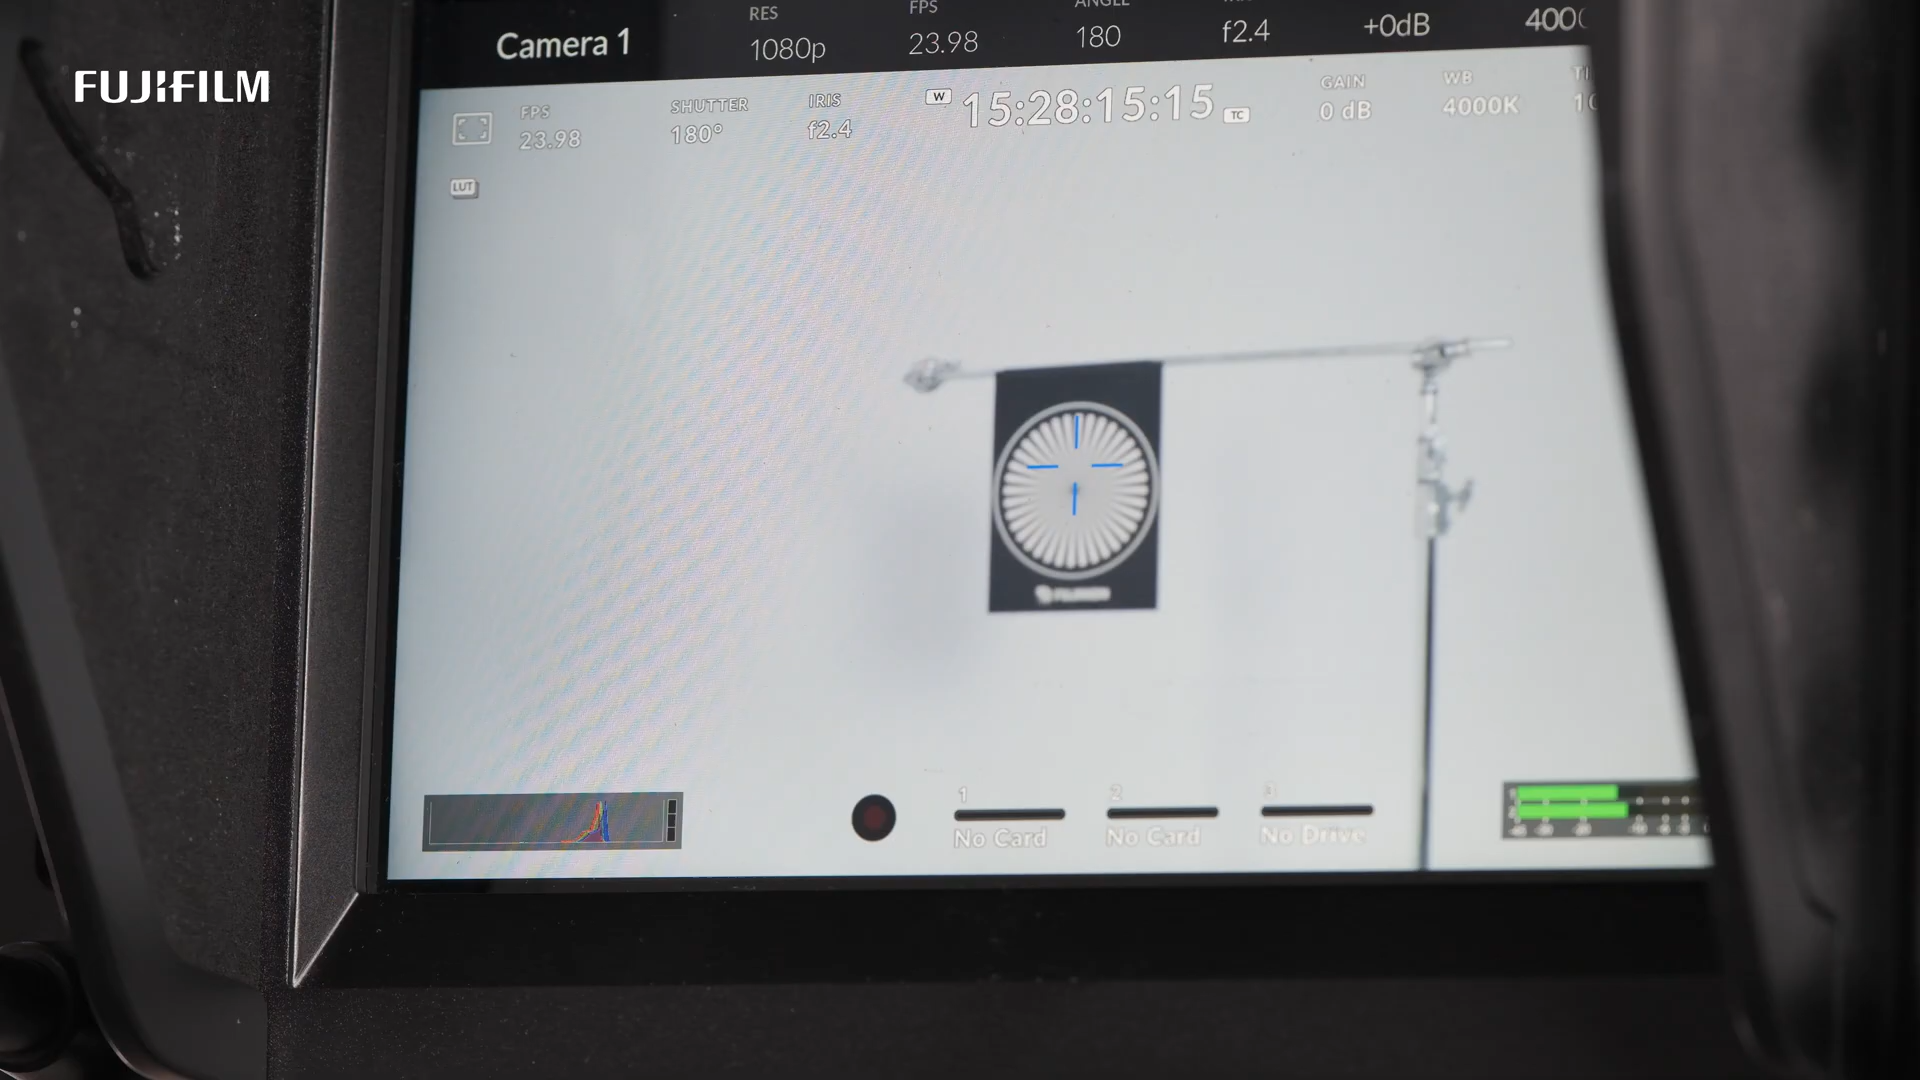 FUJIFILM
Camera 1
RES
1080p
FPS
23.98
ANGLE
180
f2.4
+0dB
400
FPS
23.98
SHUTTER
180°
IRIS
f2.4
W
15:28:15:15
TC
GAIN
0 dB
WB
4000K
LUT
1
No Card
2
No Card
3
No Drive